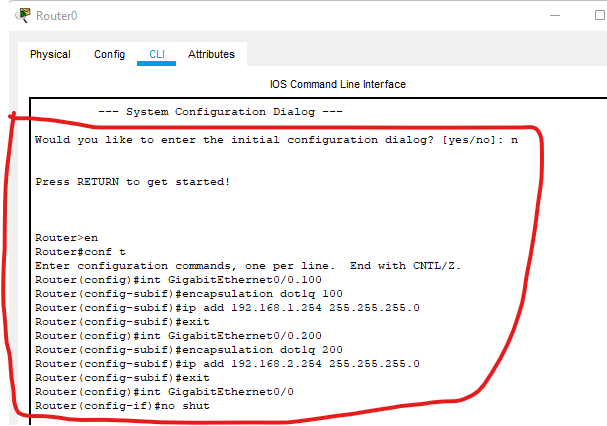 Router0
Physical Config CLI Attributes
IOS Command Line Interface
--- System Configuration Dialog ---
Would you like to enter the initial configuration dialog? [yes/no]: n
Press RETURN to get started!
Router>en
Router#conf t
Enter configuration commands, one per line.  End with CNTL/Z.
Router(config)#int GigabitEthernet0/0.100
Router(config-subif)#encapsulation dot1q 100
Router(config-subif)#ip add 192.168.1.254 255.255.255.0
Router(config-subif)#exit
Router(config)#int GigabitEthernet0/0.200
Router(config-subif)#encapsulation dot1q 200
Router(config-subif)#ip add 192.168.2.254 255.255.255.0
Router(config-subif)#exit
Router(config)#int GigabitEthernet0/0
Router(config-if)#no shut